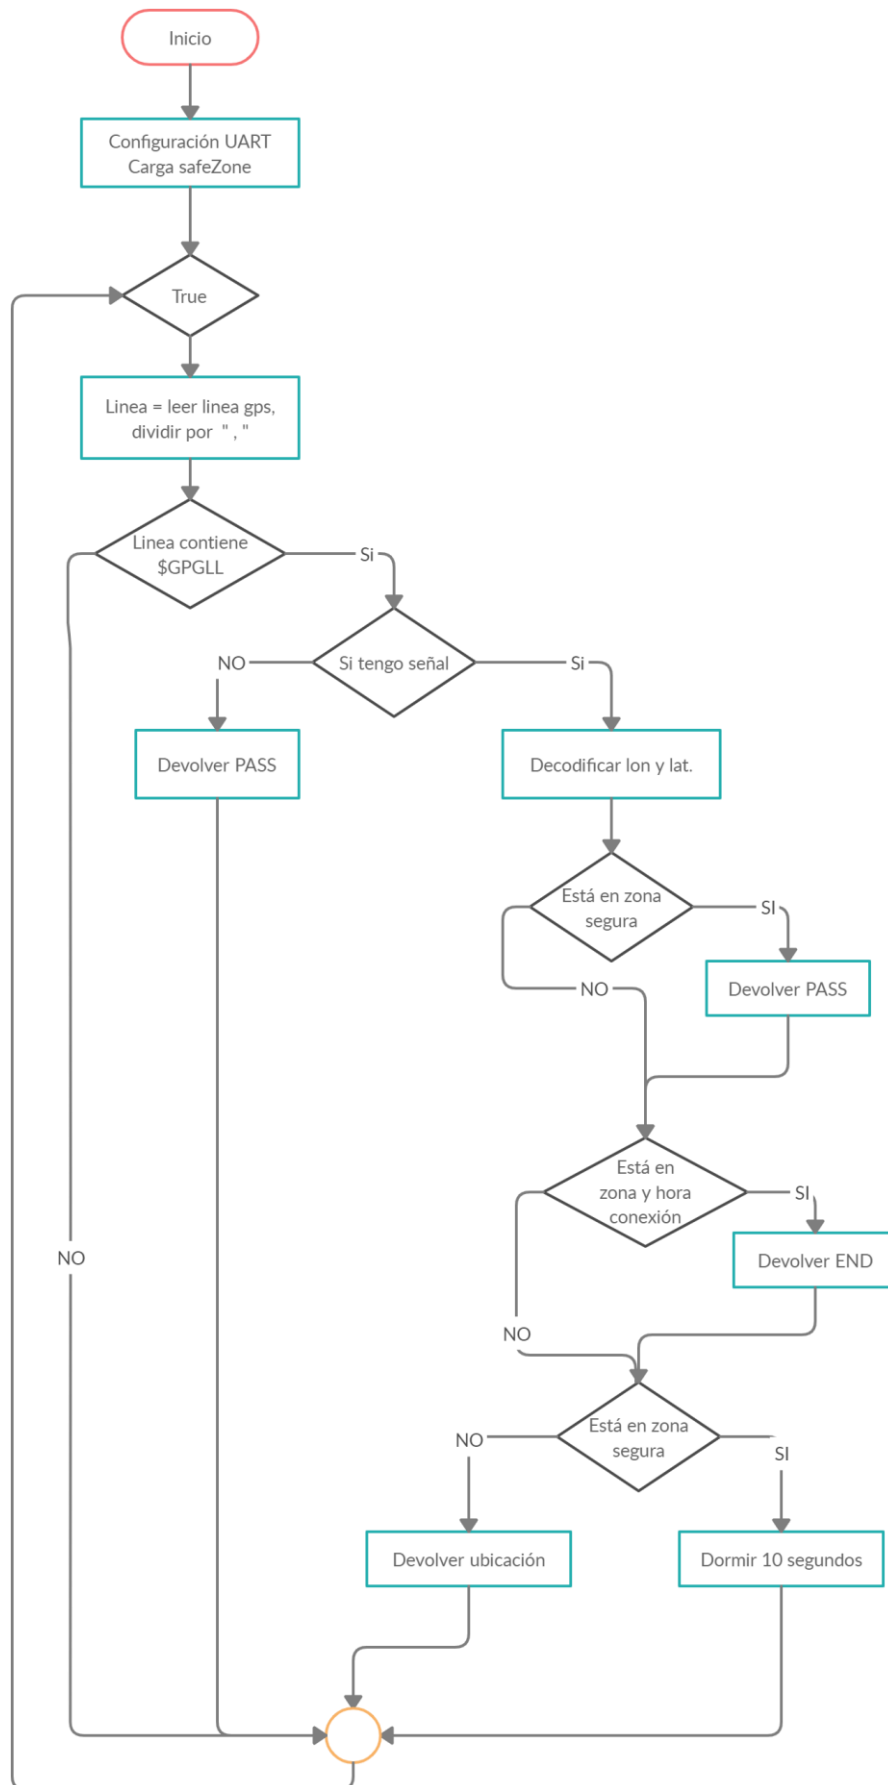 Inicio
Configuración UART
Carga safeZone
True
Linea = leer linea gps,
dividir por " , "
Linea contiene
$GPGLL
Si
Si tengo señal
NO
Si
Devolver PASS
Decodificar lon y lat.
Está en zona
segura
SI
NO
Devolver PASS
Está en
zona y hora
conexión
SI
NO
Devolver END
NO
Está en zona
segura
NO
SI
Devolver ubicación
Dormir 10 segundos